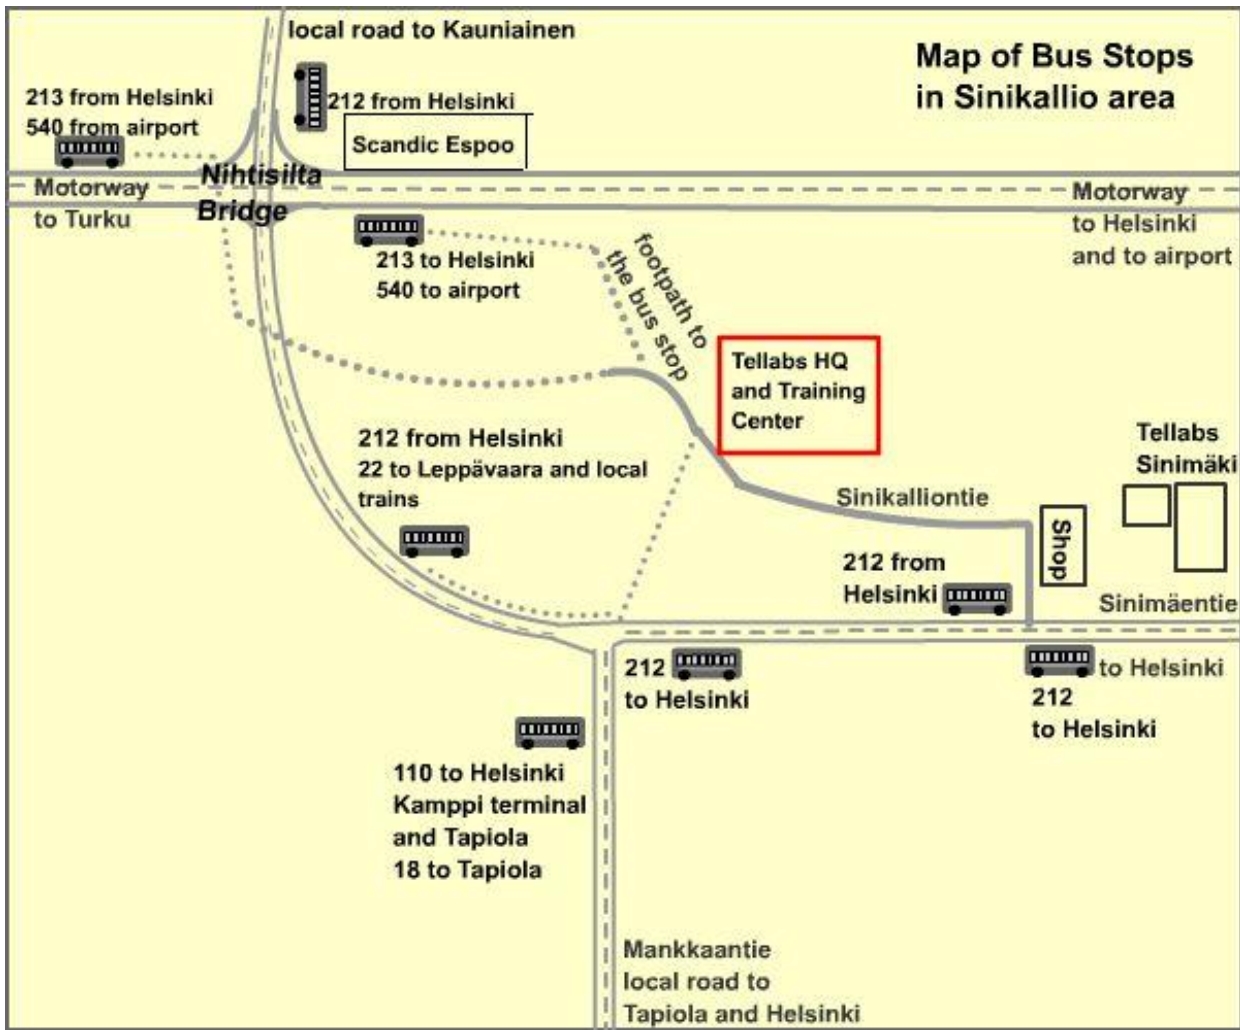 local road to Kauniainen
Map of Bus Stops
in Sinikallio area
213 from Helsinki
540 from airport
212 from Helsinki
Scandic Espoo
Nihtisilta
Bridge
Motorway
to Turku
Motorway
to Helsinki
and to airport
213 to Helsinki
540 to airport
footpath to
the bus stop
Tellabs HQ
and Training
Center
212 from Helsinki
22 to Leppävaara and local
trains
Tellabs
Sinimäki
Sinikalliontie
Shop
212 from
Helsinki
Sinimäentie
212
to Helsinki
to Helsinki
212
to Helsinki
110 to Helsinki
Kamppi terminal
and Tapiola
18 to Tapiola
Mankkaantie
local road to
Tapiola and Helsinki